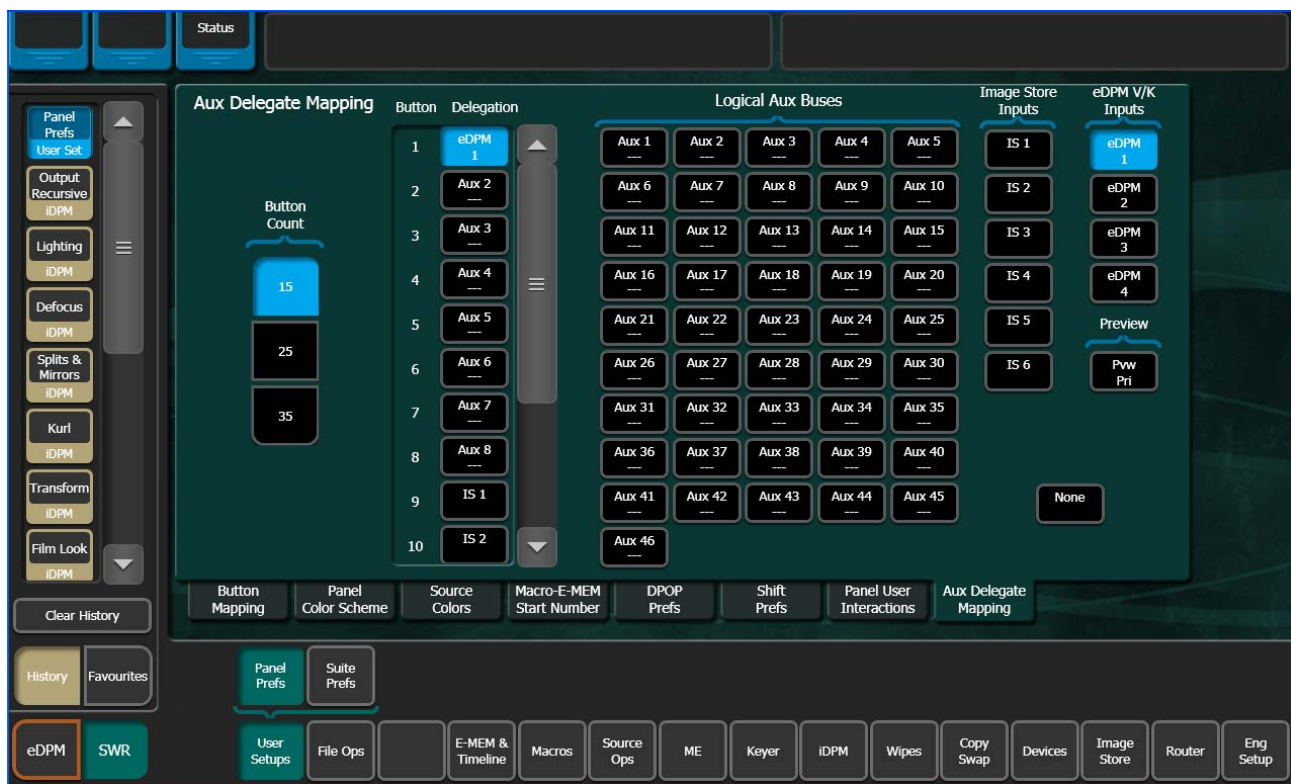 Status
Panel
Prefs
User Set
Output
Recursive
iDPM
Lighting
iDPM
Defocus
iDPM
Splits &
Mirrors
iDPM
Kurl
iDPM
Transform
iDPM
Film Look
iDPM
Clear History
History Favourites
eDPM SWR
Aux Delegate Mapping
Button
Count
15
25
35
Button Delegation
1 eDPM
1
2 Aux 2
---
3 Aux 3
---
4 Aux 4
---
5 Aux 5
---
6 Aux 6
---
7 Aux 7
---
8 Aux 8
---
9 IS 1
10 IS 2
Logical Aux Buses
Aux 1 Aux 2 Aux 3 Aux 4 Aux 5
--- --- --- --- ---
Aux 6 Aux 7 Aux 8 Aux 9 Aux 10
--- --- --- --- ---
Aux 11 Aux 12 Aux 13 Aux 14 Aux 15
--- --- --- --- ---
Aux 16 Aux 17 Aux 18 Aux 19 Aux 20
--- --- --- --- ---
Aux 21 Aux 22 Aux 23 Aux 24 Aux 25
--- --- --- --- ---
Aux 26 Aux 27 Aux 28 Aux 29 Aux 30
--- --- --- --- ---
Aux 31 Aux 32 Aux 33 Aux 34 Aux 35
--- --- --- --- ---
Aux 36 Aux 37 Aux 38 Aux 39 Aux 40
--- --- --- --- ---
Aux 41 Aux 42 Aux 43 Aux 44 Aux 45
--- --- --- --- ---
Aux 46
---
Image Store
Inputs
IS 1
IS 2
IS 3
IS 4
IS 5
IS 6
eDPM V/K
Inputs
eDPM
1
eDPM
2
eDPM
3
eDPM
4
Preview
Pvw
Pri
None
Button
Mapping
Panel
Color Scheme
Source
Colors
Macro-E-MEM
Start Number
DPOP
Prefs
Shift
Prefs
Panel User
Interactions
Aux Delegate
Mapping
Panel
Prefs
Suite
Prefs
User
Setups
File Ops
E-MEM &
Timeline
Macros
Source
Ops
ME
Keyer
iDPM
Wipes
Copy
Swap
Devices
Image
Store
Router
Eng
Setup